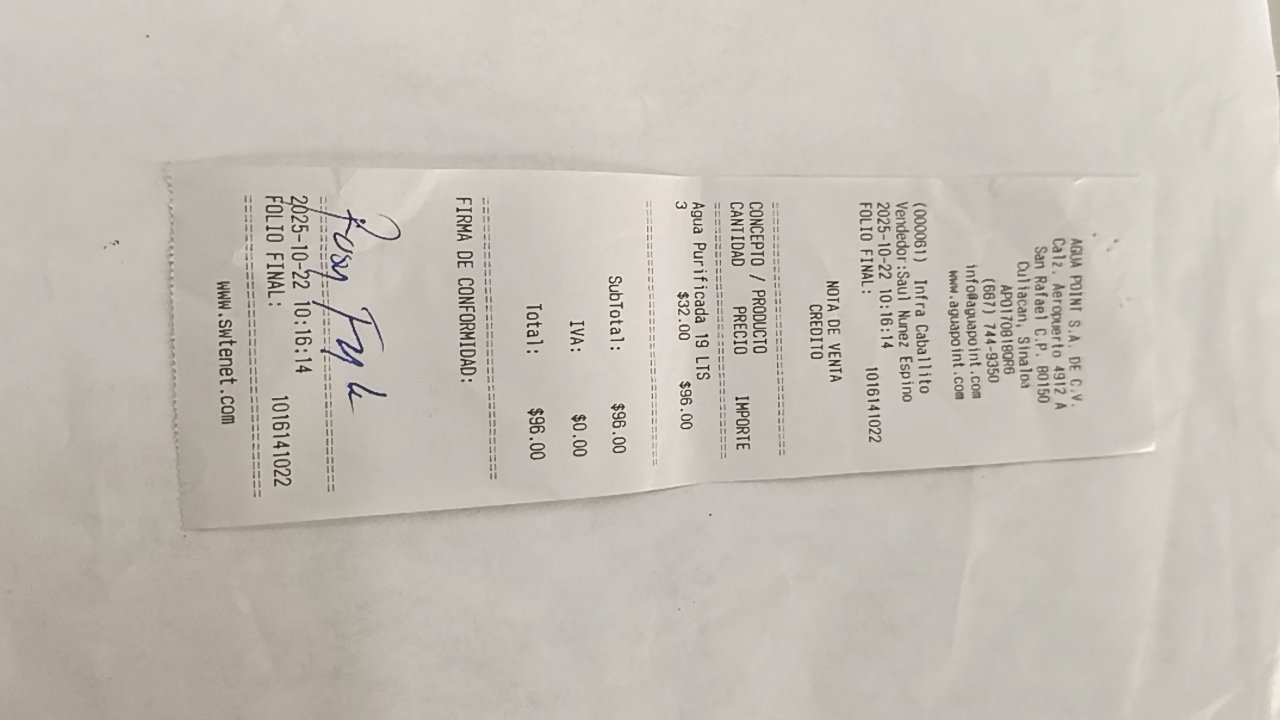 AGUA POINT S.A. DE C.V.
Calz. Aeropuerto 4912 A
San Rafael C.P. 80150
Culiacan, Sinaloa
APO170818QR6
(667) 744-9350
info@aguapoint.com
www.aguapoint.com
(000061) Infra Caballito
Vendedor:Saul Nunez Espino
2025-10-22 10:16:14
FOLIO FINAL: 1016141022
NOTA DE VENTA
CREDITO
CONCEPTO / PRODUCTO
CANTIDAD PRECIO IMPORTE
Agua Purificada 19 LTS
3 $32.00 $96.00
SubTotal: $96.00
IVA: $0.00
Total: $96.00
FIRMA DE CONFORMIDAD:
Rosy
2025-10-22 10:16:14
FOLIO FINAL: 1016141022
www.swtenet.com